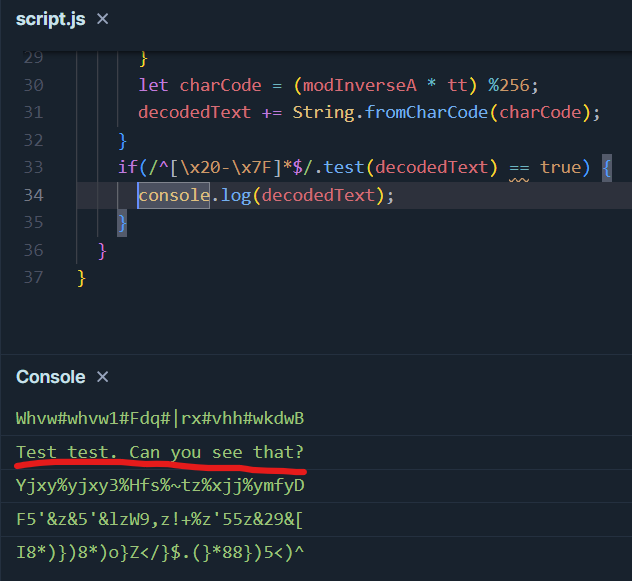 script.js ×
29 }
30 let charCode = (modInverseA * tt) %256;
31 decodedText += String.fromCharCode(charCode);
32 }
33 if(/^[\x20-\x7F]*$/.test(decodedText) == true) {
34 console.log(decodedText);
35 }
36 }
37 }
Console ×
Whvw#whvw1#Fdq#|rx#vhh#wkdwB
Test test. Can you see that?
Yjxy%yjxy3%Hfs%~tz%xjj%ymfyD
F5'&z&5'&lzW9,z!+%z'55z&29&[
I8*)})8*)o}Z</}$.(}*88})5<)^